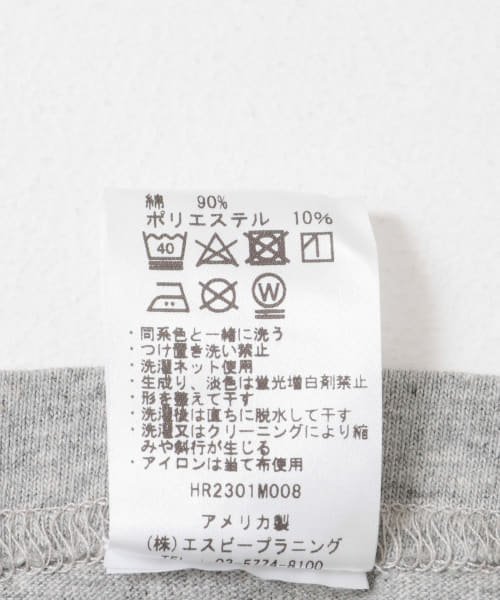 綿 90%
ポリエステル 10%
40
W
・同系色と一緒に洗う
・つけ置き洗い禁止
・洗濯ネット使用
・生成り、淡色は蛍光増白剤禁止
・形を整えて干す
・洗濯後は直ちに脱水して干す
・洗濯又はクリーニングにより縮
みや斜行が生じる
・アイロンは当て布使用
HR2301M008
アメリカ製
(株)エスピープラニング
TEL : 03-5774-8100